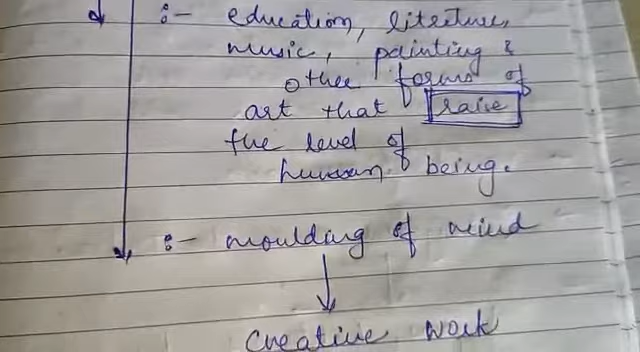 :- education, literature,
music, painting &
other forms of
art that raise
the level of
human being.
:- moulding of mind
creative work